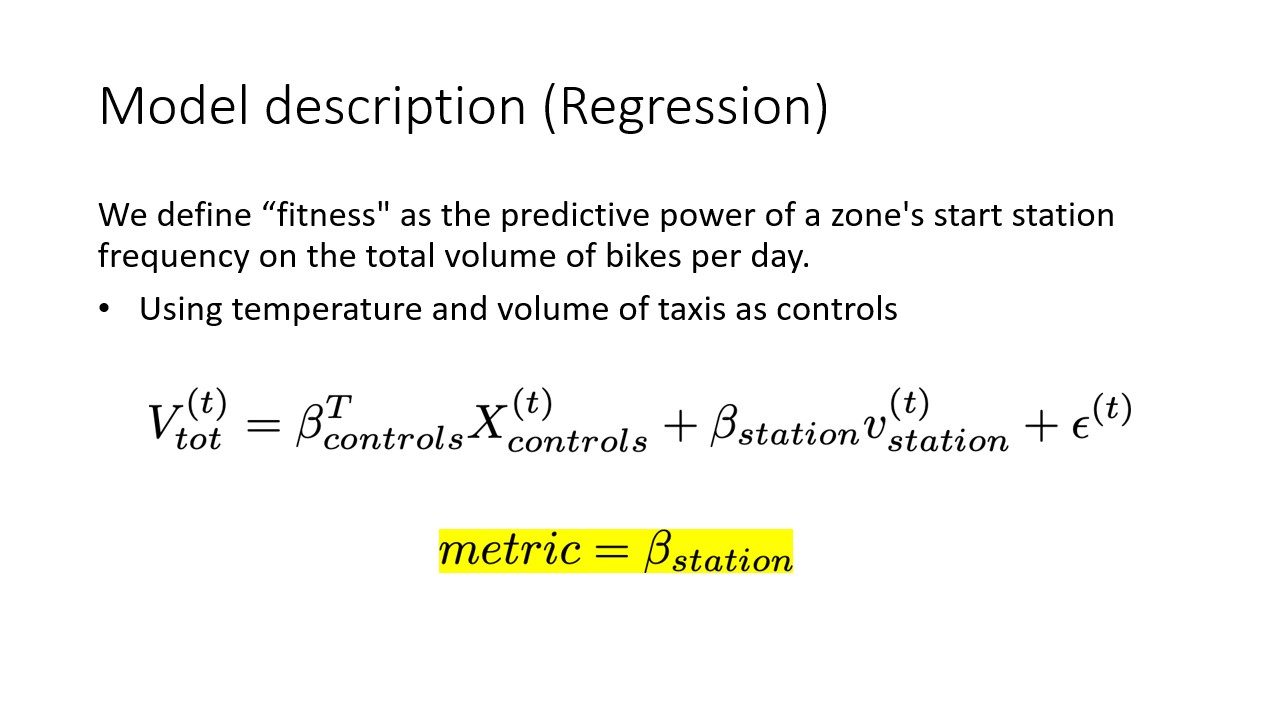 Model description (Regression)
We define “fitness" as the predictive power of a zone's start station
frequency on the total volume of bikes per day.
• Using temperature and volume of taxis as controls
$V_{tot}^{(t)} = \beta_{controls}^{T} X_{controls}^{(t)} + \beta_{station} v_{station}^{(t)} + \epsilon^{(t)}$
$metric = \beta_{station}$